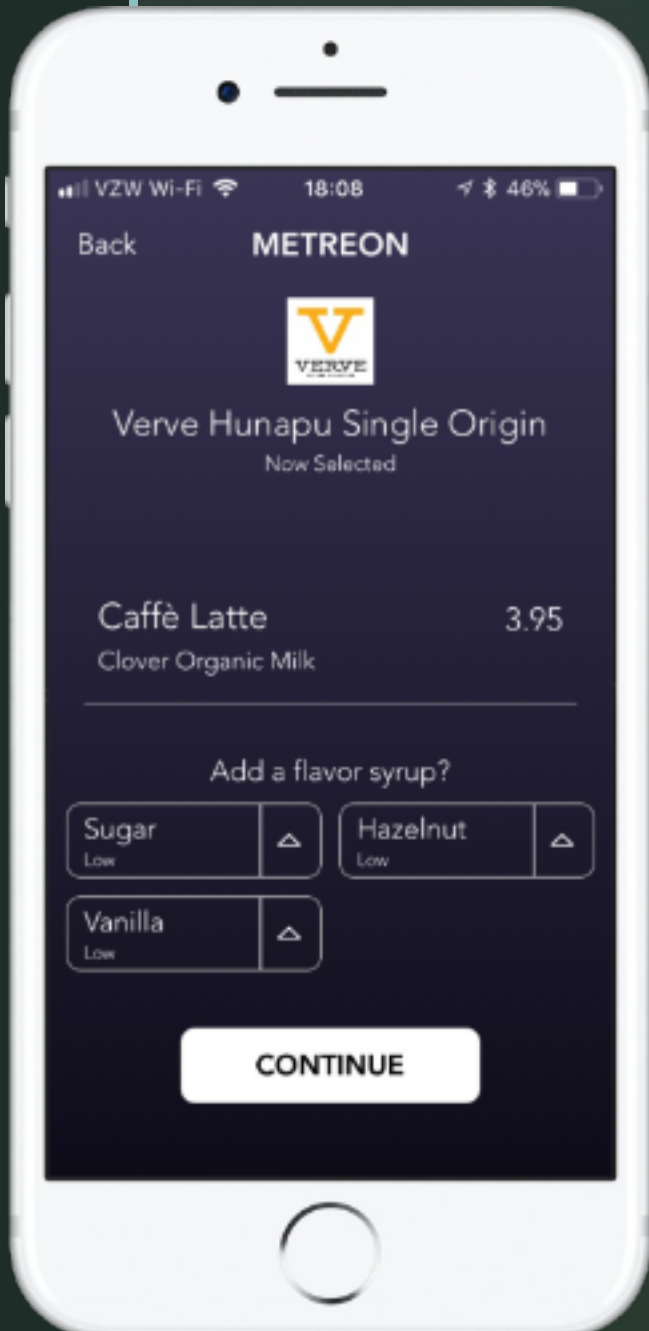 VZW Wi-Fi 18:08 46%
Back METREON
V
VERVE
Verve Hunapu Single Origin
Now Selected
Caffè Latte 3.95
Clover Organic Milk
Add a flavor syrup?
Sugar Hazelnut
Low Low
Vanilla
Low
CONTINUE